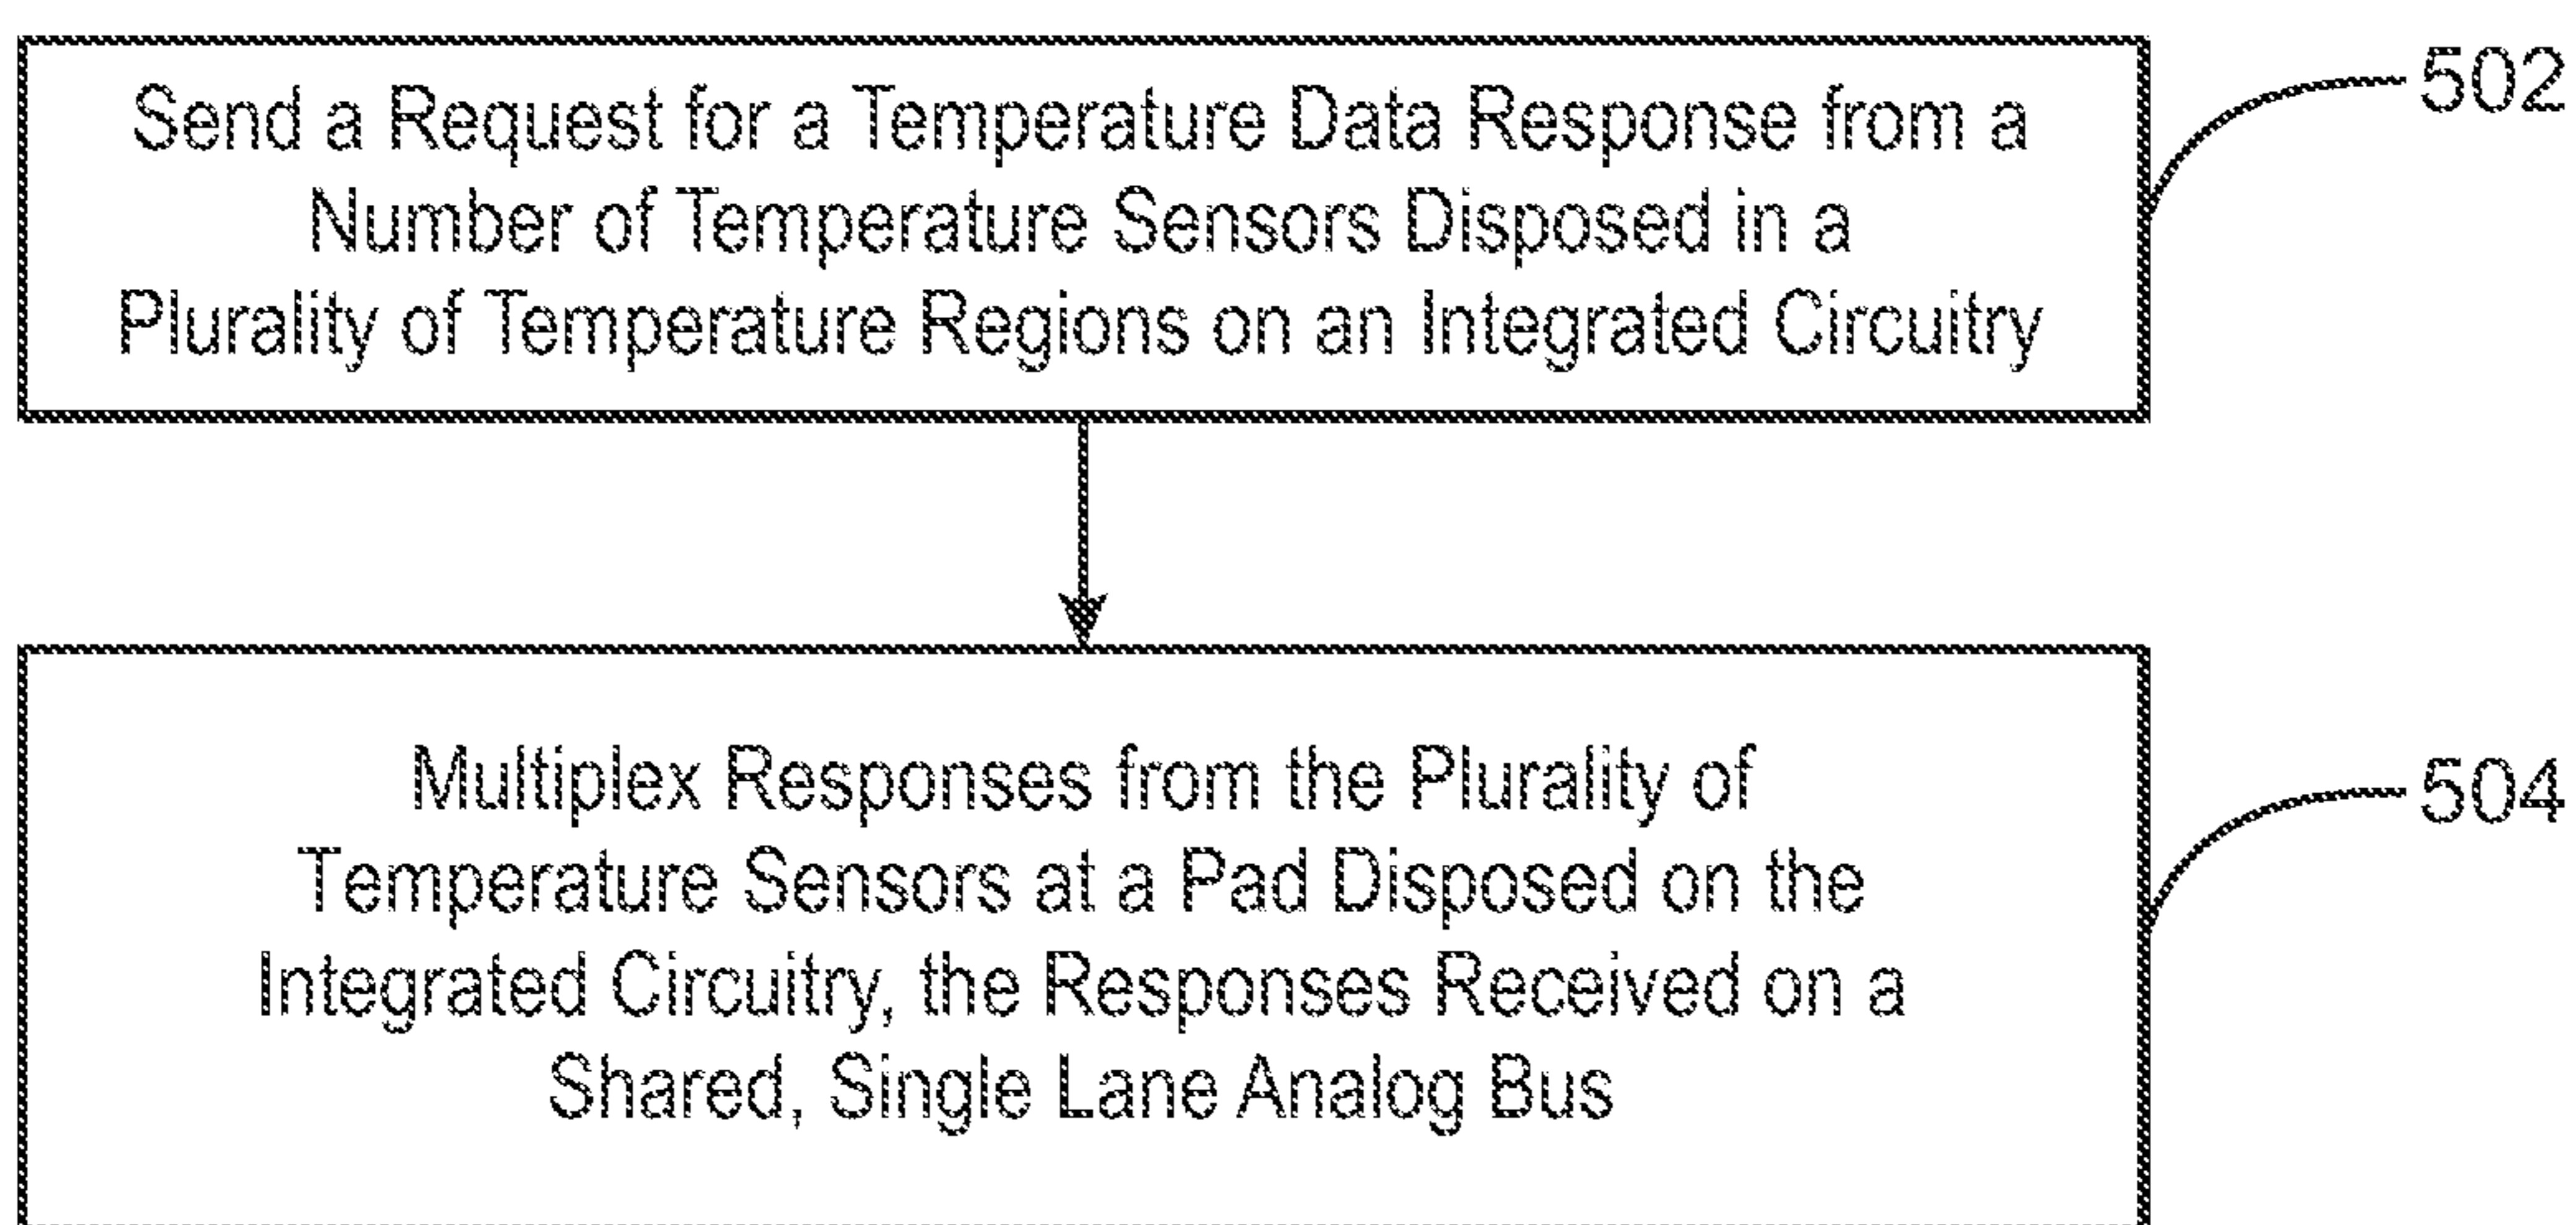 Send a Request for a Temperature Data Response from a
Number of Temperature Sensors Disposed in a
Plurality of Temperature Regions on an Integrated Circuitry
502
Multiplex Responses from the Plurality of
Temperature Sensors at a Pad Disposed on the
Integrated Circuitry, the Responses Received on a
Shared, Single Lane Analog Bus
504